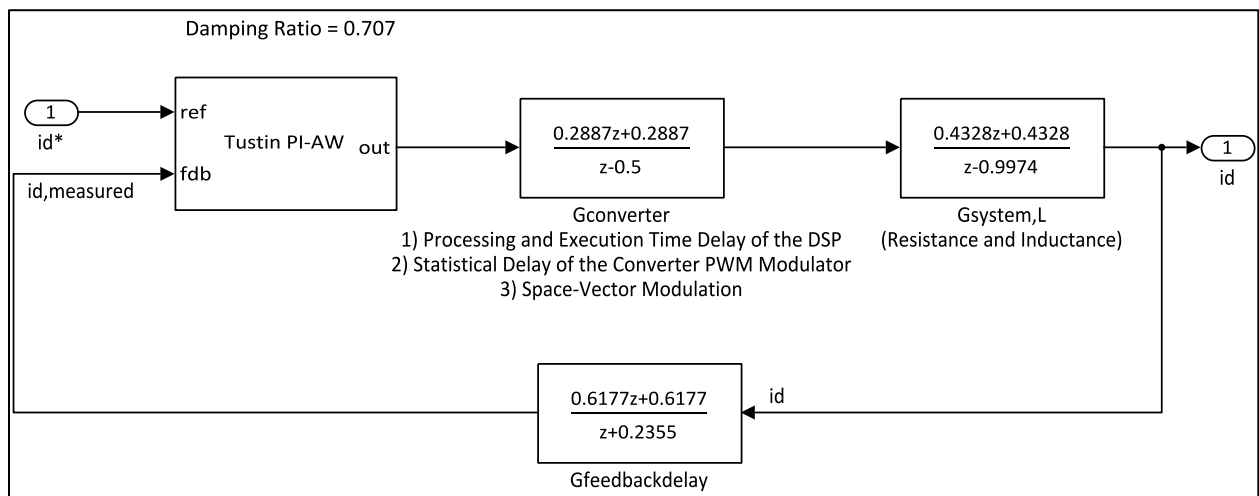 Damping Ratio = 0.707
1
id*
ref
fdb
Tustin PI-AW
out
id,measured
0.2887z+0.2887
z-0.5
Gconverter
1) Processing and Execution Time Delay of the DSP
2) Statistical Delay of the Converter PWM Modulator
3) Space-Vector Modulation
0.4328z+0.4328
z-0.9974
Gsystem,L
(Resistance and Inductance)
1
id
id
0.6177z+0.6177
z+0.2355
Gfeedbackdelay